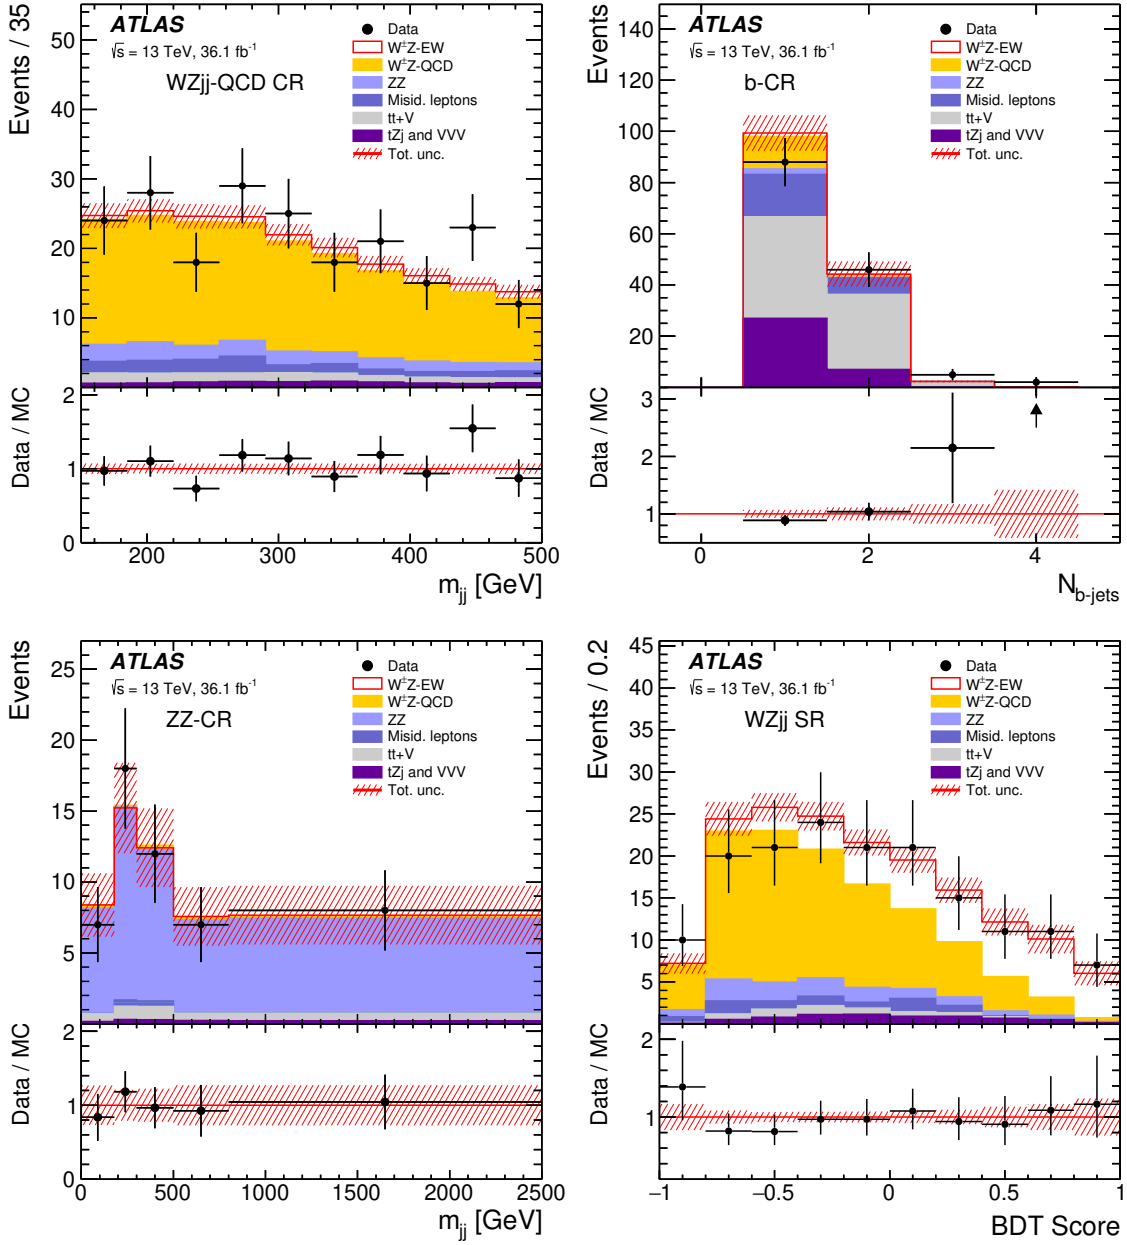 Events / 35
50
40
30
20
10
ATLAS
√s = 13 TeV, 36.1 fb⁻¹
WZjj-QCD CR
Data
W±Z-EW
W±Z-QCD
ZZ
Misid. leptons
tt+V
tZj and VVV
Tot. unc.
Data / MC
2
1
0
200 300 400 500
m_jj [GeV]
Events
140
120
100
80
60
40
20
ATLAS
√s = 13 TeV, 36.1 fb⁻¹
b-CR
Data
W±Z-EW
W±Z-QCD
ZZ
Misid. leptons
tt+V
tZj and VVV
Tot. unc.
Data / MC
3
2
1
0 2 4
N_b-jets
Events
25
20
15
10
5
ATLAS
√s = 13 TeV, 36.1 fb⁻¹
ZZ-CR
Data
W±Z-EW
W±Z-QCD
ZZ
Misid. leptons
tt+V
tZj and VVV
Tot. unc.
Data / MC
2
1
0
0 500 1000 1500 2000 2500
m_jj [GeV]
Events / 0.2
45
40
35
30
25
20
15
10
5
ATLAS
√s = 13 TeV, 36.1 fb⁻¹
WZjj SR
Data
W±Z-EW
W±Z-QCD
ZZ
Misid. leptons
tt+V
tZj and VVV
Tot. unc.
Data / MC
2
1
0
−1 −0.5 0 0.5 1
BDT Score